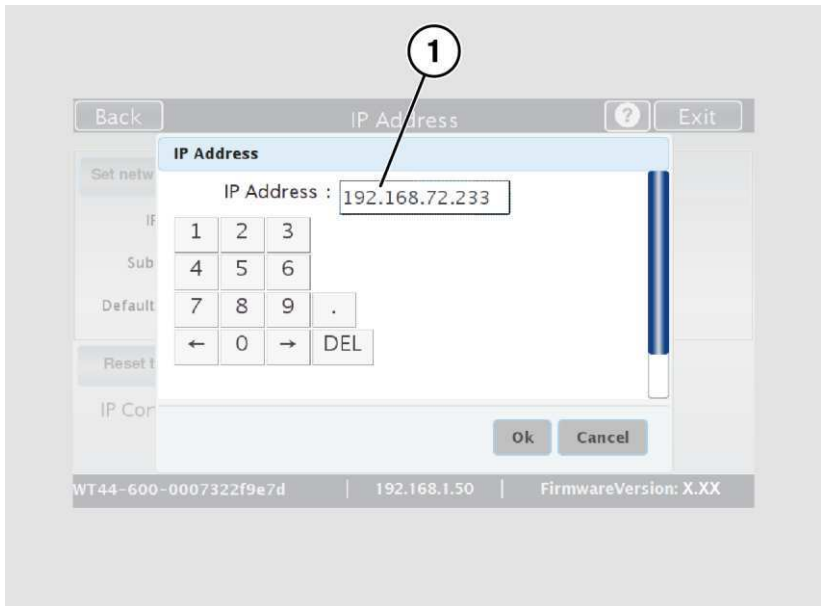 1
Back IP Address ? Exit
IP Address
Set netw
IP Address : 192.168.72.233
IP
1 2 3
Sub
4 5 6
Default
7 8 9 .
← 0 → DEL
Reset t
IP Con
Ok Cancel
WT44-600-0007322f9e7d | 192.168.1.50 | FirmwareVersion: X.XX